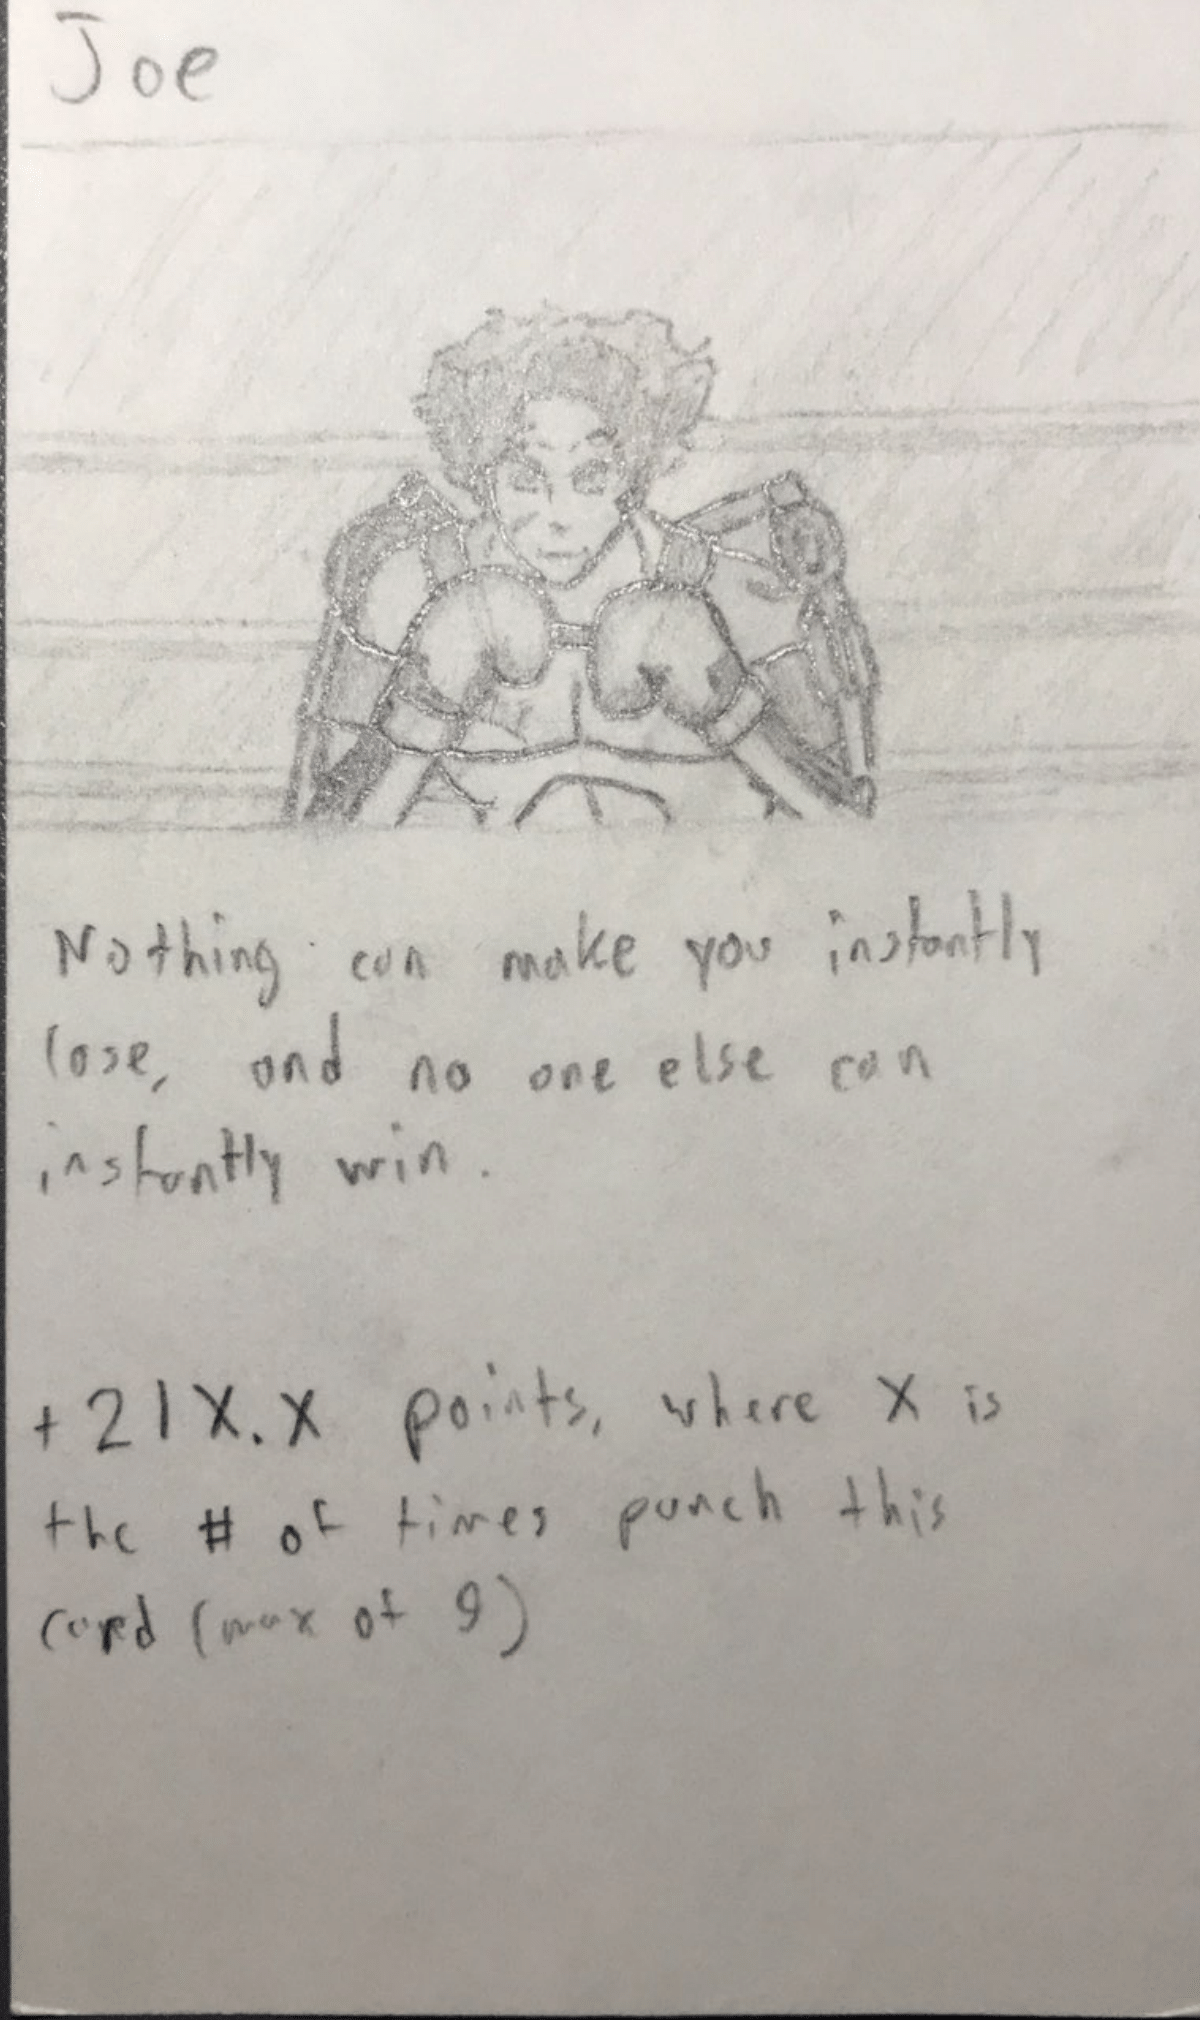 Joe
Nothing can make you instantly
lose, and no one else can
instantly win.
+21X.X points, where X is
the # of times punch this
card (max of 9)